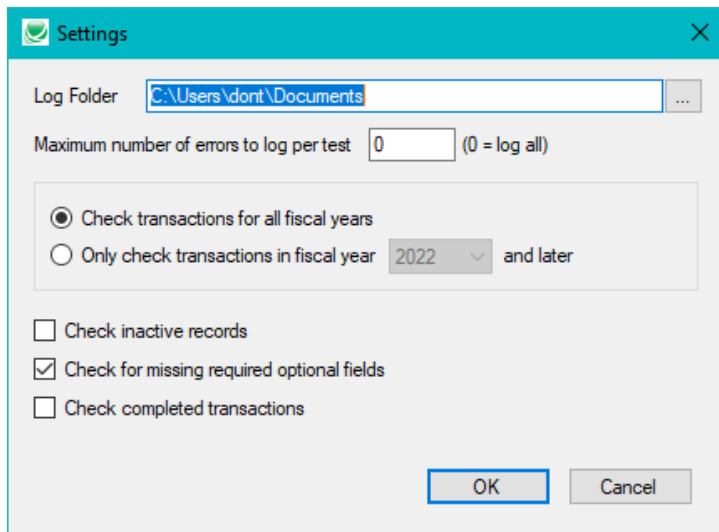 Settings
Log Folder C:\Users\dont\Documents ...
Maximum number of errors to log per test 0 (0 = log all)
Check transactions for all fiscal years
Only check transactions in fiscal year 2022 and later
Check inactive records
Check for missing required optional fields
Check completed transactions
OK Cancel